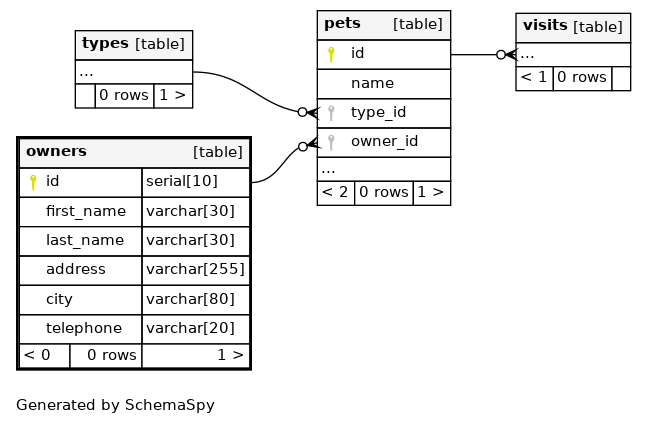 types [table]
...
0 rows 1 >
pets [table]
id
name
type_id
owner_id
...
< 2 0 rows 1 >
visits [table]
...
< 1 0 rows
owners [table]
id serial[10]
first_name varchar[30]
last_name varchar[30]
address varchar[255]
city varchar[80]
telephone varchar[20]
< 0 0 rows 1 >
Generated by SchemaSpy